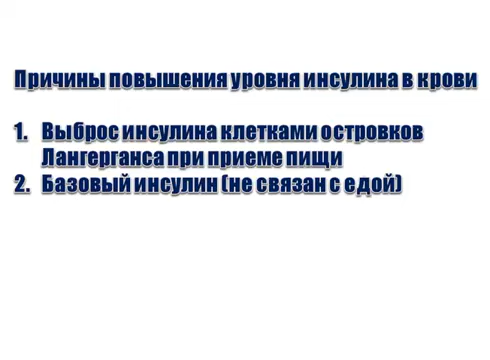 Причины повышения уровня инсулина в крови
1. Выброс инсулина клетками островков
Лангерганса при приеме пищи
2. Базовый инсулин (не связан с едой)